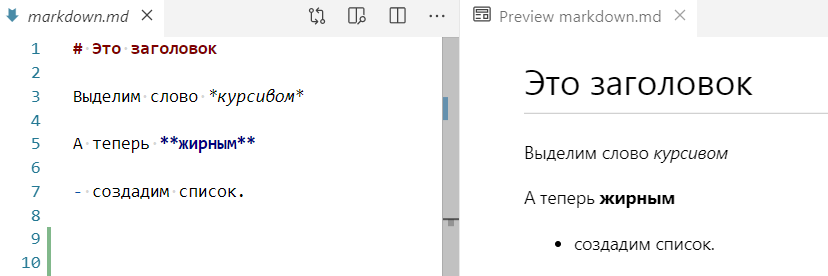 markdown.md
Preview markdown.md
1 # Это заголовок
2
3 Выделим слово *курсивом*
4
5 А теперь **жирным**
6
7 - создадим список.
8
9
10
Это заголовок
Выделим слово курсивом
А теперь жирным
• создадим список.